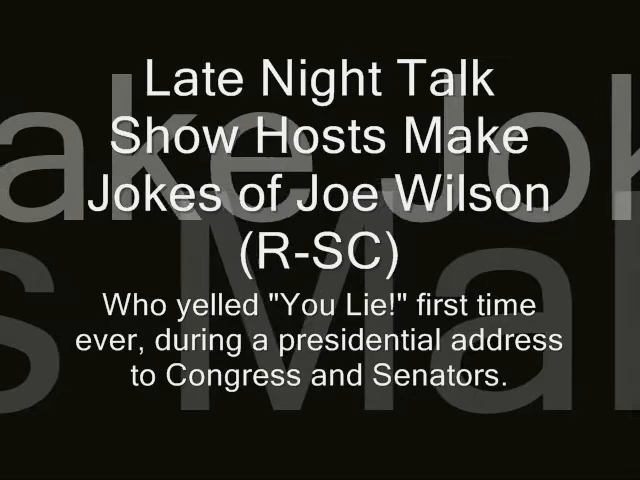 Late Night Talk
Show Hosts Make
Jokes of Joe Wilson
(R-SC)
Who yelled "You Lie!" first time
ever, during a presidential address
to Congress and Senators.